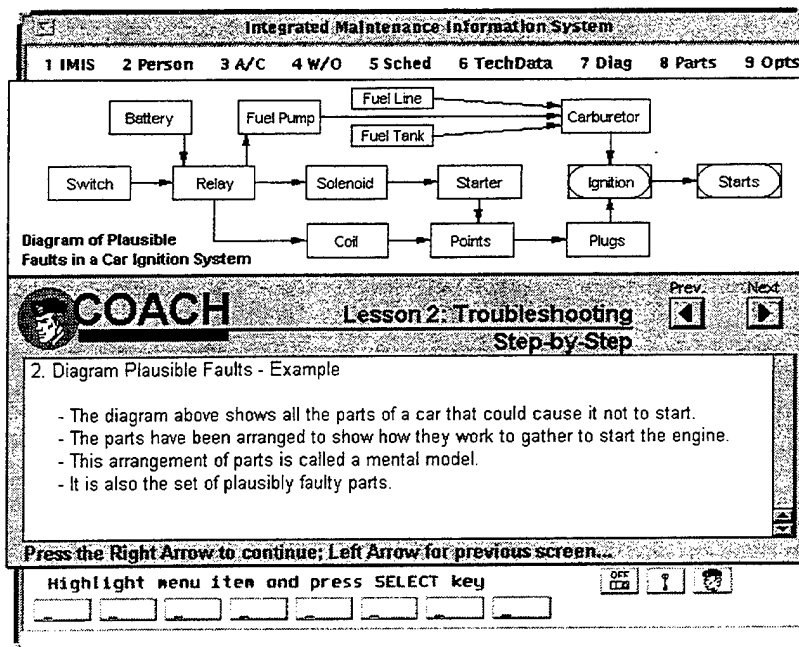 Integrated Maintenance Information System
1 IMIS 2 Person 3 A/C 4 W/O 5 Sched 6 TechData 7 Diag 8 Parts 9 Opts
Fuel Line
Battery Fuel Pump Carburetor
Fuel Tank
Switch Relay Solenoid Starter Ignition Starts
Diagram of Plausible
Faults in a Car Ignition System
Coil Points Plugs
Prev. Next
COACH Lesson 2: Troubleshooting
Step-by-Step
2. Diagram Plausible Faults - Example
- The diagram above shows all the parts of a car that could cause it not to start.
- The parts have been arranged to show how they work to gather to start the engine.
- This arrangement of parts is called a mental model.
- It is also the set of plausibly faulty parts.
Press the Right Arrow to continue; Left Arrow for previous screen...
Highlight menu item and press SELECT key
OFF